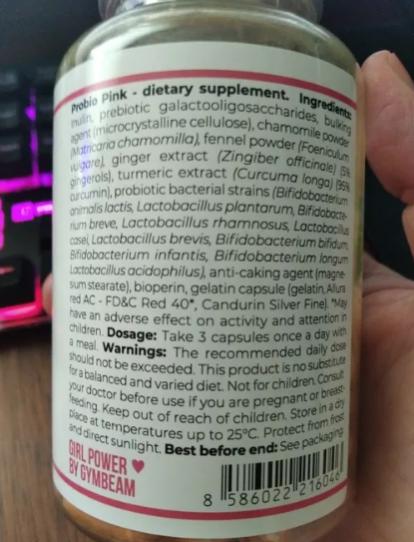 Probio Pink - dietary supplement. Ingredients:
inulin, prebiotic galactooligosaccharides, bulking
agent (microcrystalline cellulose), chamomile powder
(Matricaria chamomilla), fennel powder (Foeniculum
vulgare), ginger extract (Zingiber officinale) (5%
gingerols), turmeric extract (Curcuma longa) (95%
curcumin), probiotic bacterial strains (Bifidobacterium
animalis lactis, Lactobacillus plantarum, Bifidobacte-
rium breve, Lactobacillus rhamnosus, Lactobacillus
casei, Lactobacillus brevis, Bifidobacterium bifidum,
Bifidobacterium infantis, Bifidobacterium longum
Lactobacillus acidophilus), anti-caking agent (magne-
sium stearate), bioperin, gelatin capsule (gelatin, Allura
red AC - FD&C Red 40*, Candurin Silver Fine). *May
have an adverse effect on activity and attention in
children. Dosage: Take 3 capsules once a day with
a meal. Warnings: The recommended daily dose
should not be exceeded. This product is no substitute
for a balanced and varied diet. Not for children. Consult
your doctor before use if you are pregnant or breast-
feeding. Keep out of reach of children. Store in a dry
place at temperatures up to 25°C. Protect from frost
and direct sunlight. Best before end: See packaging.
GIRL POWER ♥
BY GYMBEAM
8 586022 216046